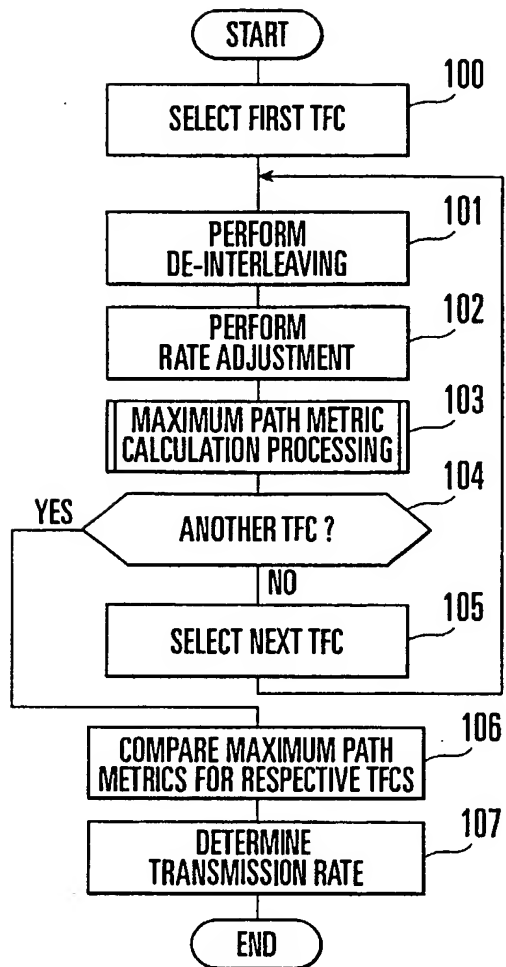 START
100
SELECT FIRST TFC
101
PERFORM
DE-INTERLEAVING
102
PERFORM
RATE ADJUSTMENT
103
MAXIMUM PATH METRIC
CALCULATION PROCESSING
104
YES
ANOTHER TFC ?
NO
105
SELECT NEXT TFC
106
COMPARE MAXIMUM PATH
METRICS FOR RESPECTIVE TFCS
107
DETERMINE
TRANSMISSION RATE
END